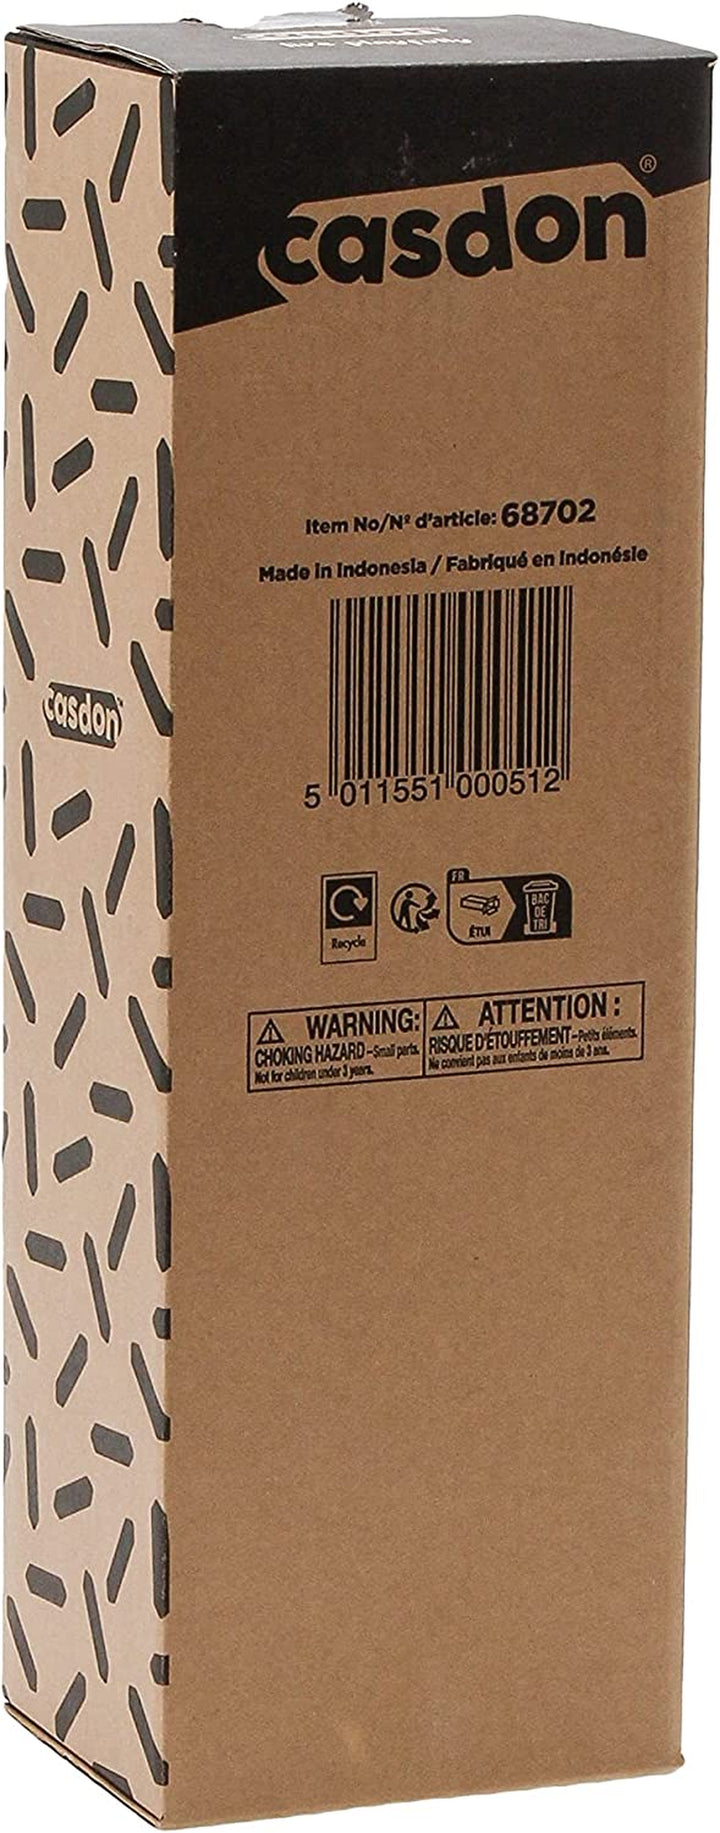 casdon®
Item No/Nº d'article: 68702
Made in Indonesia / Fabriqué en Indonésie
5 011551 000512
casdon
FR
Recycle
ÉTUI
BAC
DE
TRI
WARNING:
CHOKING HAZARD-Small parts.
Not for children under 3 years.
ATTENTION :
RISQUE D'ÉTOUFFEMENT-Petits éléments.
Ne convient pas aux enfants de moins de 3 ans.